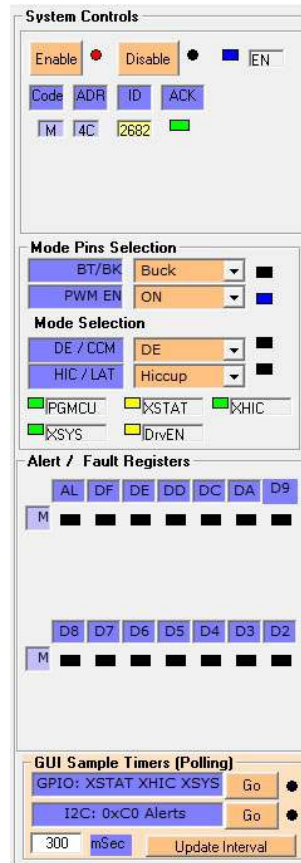 System Controls
Enable Disable EN
Code ADR ID ACK
M 4C 2682
Mode Pins Selection
BT/BK Buck
PWM EN ON
Mode Selection
DE / CCM DE
HIC / LAT Hiccup
PGMCU XSTAT XHIC
XSYS DrvEN
Alert / Fault Registers
AL DF DE DD DC DA D9
M
D8 D7 D6 D5 D4 D3 D2
M
GUI Sample Timers (Polling)
GPIO: XSTAT XHIC XSYS Go
I2C: 0xC0 Alerts Go
300 mSec Update Interval